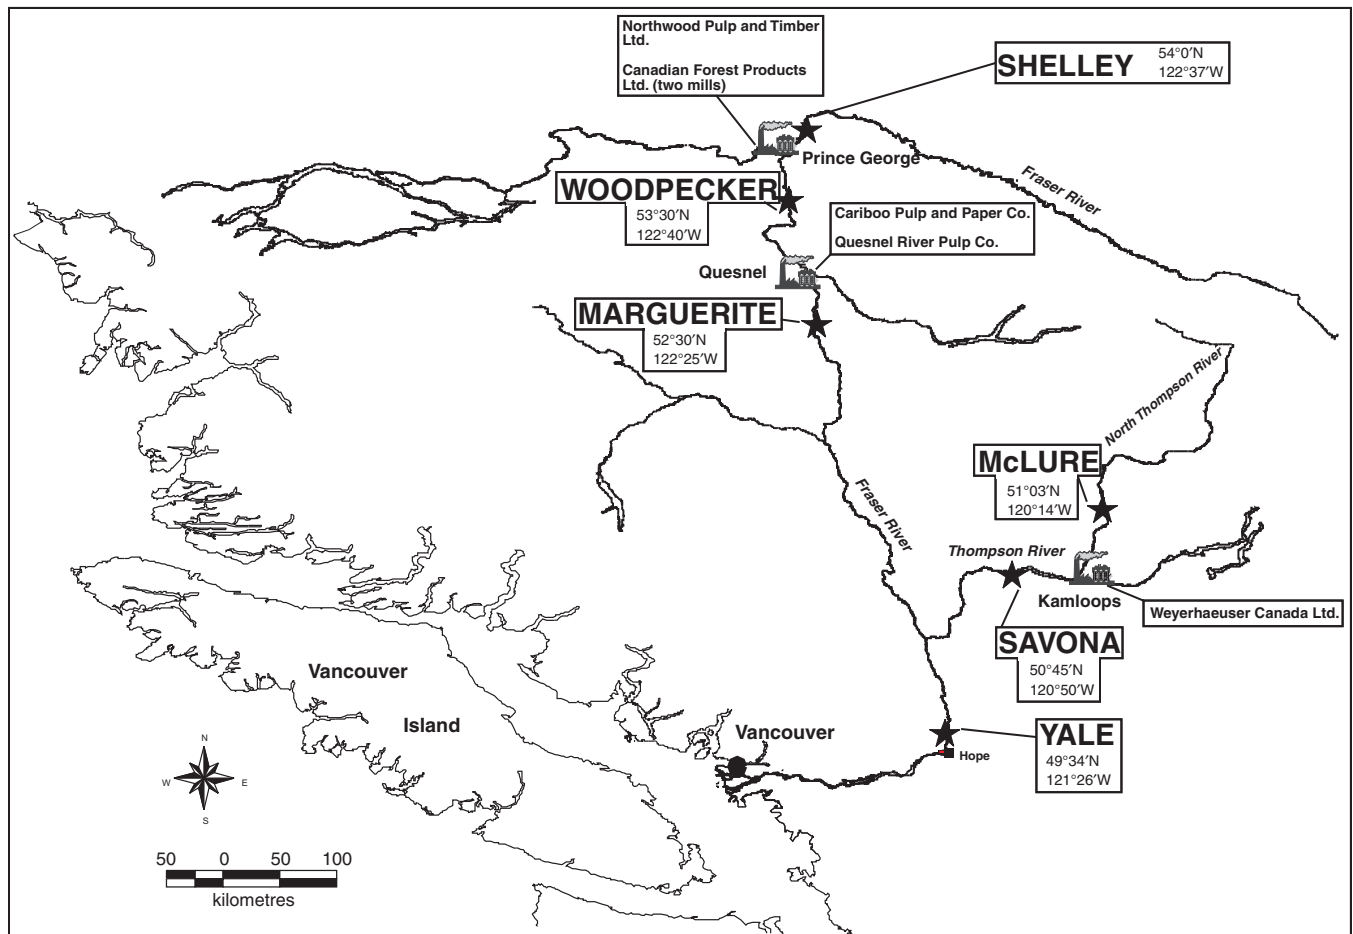 Northwood Pulp and Timber
Ltd.
Canadian Forest Products
Ltd. (two mills)
SHELLEY
54°0′N
122°37′W
Prince George
Fraser River
WOODPECKER
53°30′N
122°40′W
Cariboo Pulp and Paper Co.
Quesnel River Pulp Co.
Quesnel
MARGUERITE
52°30′N
122°25′W
North Thompson River
McLURE
51°03′N
120°14′W
Fraser River
Thompson River
Kamloops
Weyerhaeuser Canada Ltd.
SAVONA
50°45′N
120°50′W
Vancouver
Island
Vancouver
YALE
49°34′N
121°26′W
Hope
N
W
E
S
50 0 50 100
kilometres